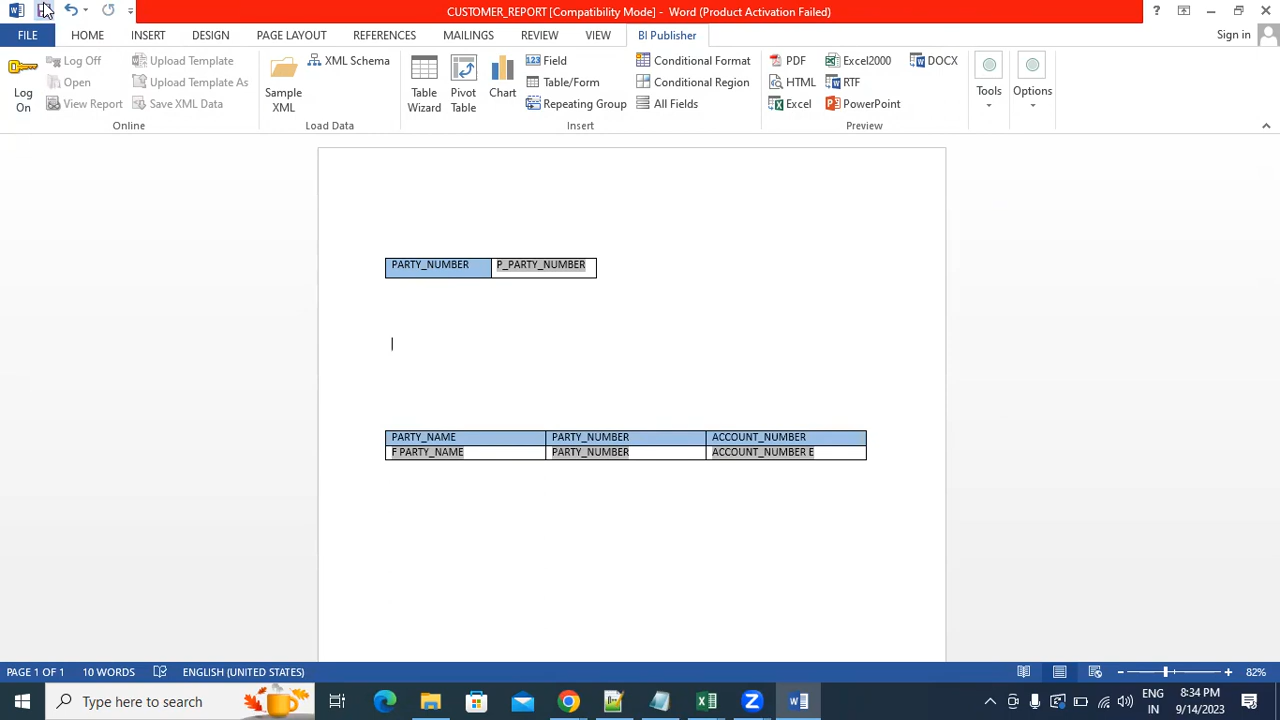 CUSTOMER_REPORT [Compatibility Mode] - Word (Product Activation Failed)
FILE HOME INSERT DESIGN PAGE LAYOUT REFERENCES MAILINGS REVIEW VIEW BI Publisher Sign in
Log Off Upload Template XML Schema Field Conditional Format PDF Excel2000 DOCX
Open Upload Template As Table/Form Conditional Region HTML RTF
Log On View Report Save XML Data Sample XML Table Wizard Pivot Table Chart Repeating Group All Fields Excel PowerPoint Tools Options
Online Load Data Insert Preview
PARTY_NUMBER P_PARTY_NUMBER
PARTY_NAME PARTY_NUMBER ACCOUNT_NUMBER
F PARTY_NAME PARTY_NUMBER ACCOUNT_NUMBER E
PAGE 1 OF 1 10 WORDS ENGLISH (UNITED STATES) 82%
Type here to search ENG 8:34 PM
IN 9/14/2023